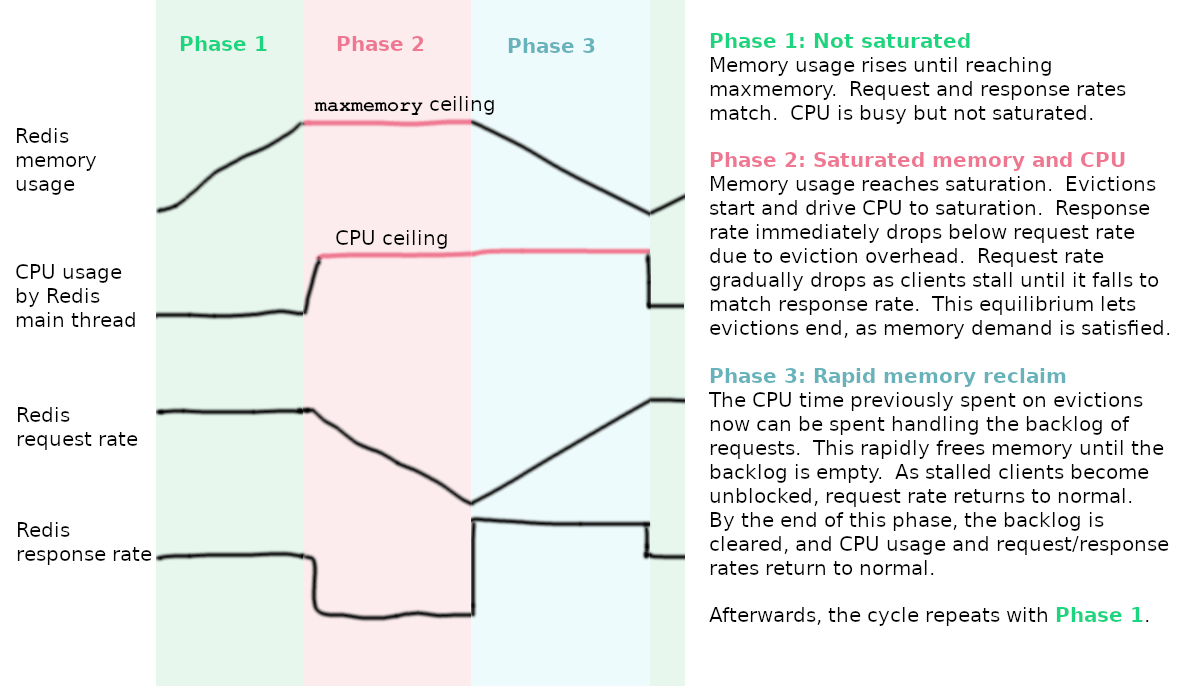 Phase 1
Phase 2
Phase 3
maxmemory ceiling
Redis
memory
usage
CPU ceiling
CPU usage
by Redis
main thread
Redis
request rate
Redis
response rate
Phase 1: Not saturated
Memory usage rises until reaching
maxmemory.  Request and response rates
match.  CPU is busy but not saturated.
Phase 2: Saturated memory and CPU
Memory usage reaches saturation.  Evictions
start and drive CPU to saturation.  Response
rate immediately drops below request rate
due to eviction overhead.  Request rate
gradually drops as clients stall until it falls to
match response rate.  This equilibrium lets
evictions end, as memory demand is satisfied.
Phase 3: Rapid memory reclaim
The CPU time previously spent on evictions
now can be spent handling the backlog of
requests.  This rapidly frees memory until the
backlog is empty.  As stalled clients become
unblocked, request rate returns to normal.
By the end of this phase, the backlog is
cleared, and CPU usage and request/response
rates return to normal.
Afterwards, the cycle repeats with Phase 1.